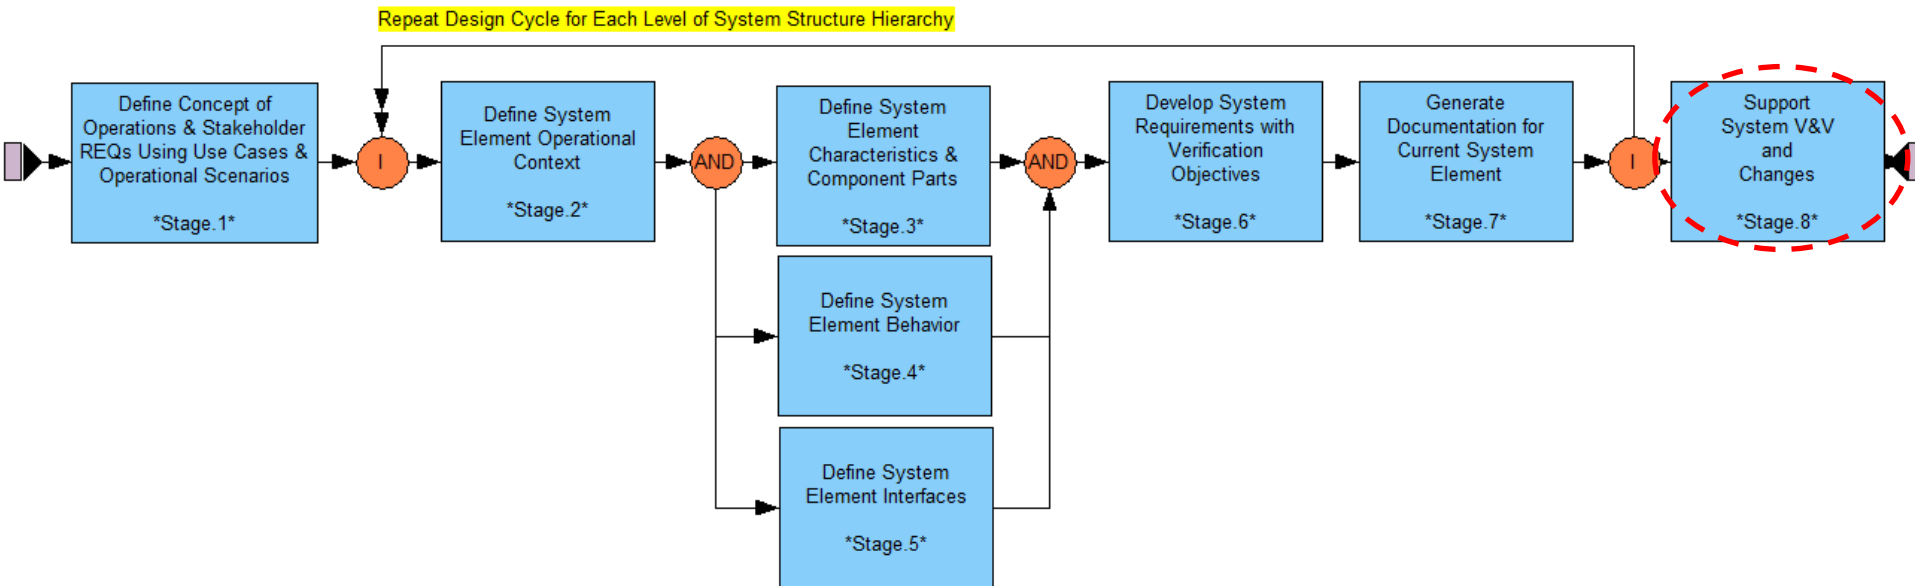 Repeat Design Cycle for Each Level of System Structure Hierarchy
Define Concept of
Operations & Stakeholder
REQs Using Use Cases &
Operational Scenarios
*Stage.1*
I
Define System
Element Operational
Context
*Stage.2*
AND
Define System
Element
Characteristics &
Component Parts
*Stage.3*
Define System
Element Behavior
*Stage.4*
Define System
Element Interfaces
*Stage.5*
AND
Develop System
Requirements with
Verification
Objectives
*Stage.6*
Generate
Documentation for
Current System
Element
*Stage.7*
I
Support
System V&V
and
Changes
*Stage.8*